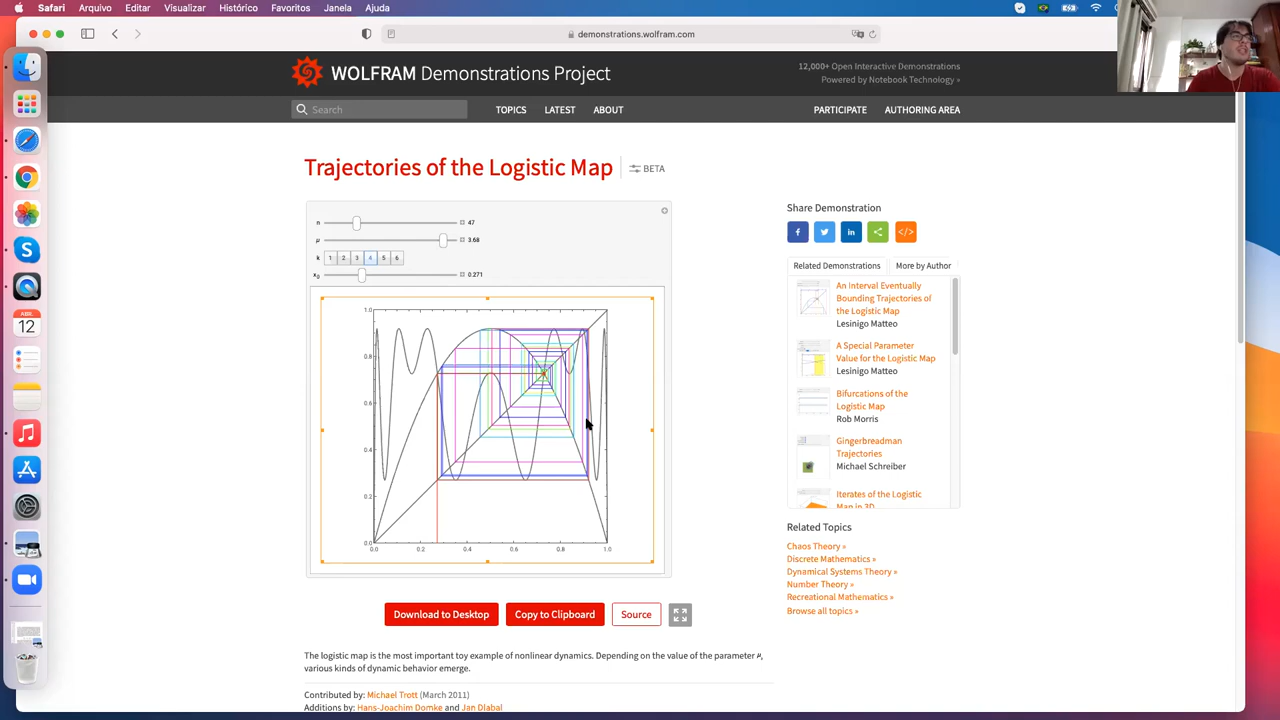 Safari Arquivo Editar Visualizar Histórico Favoritos Janela Ajuda
demonstrations.wolfram.com
WOLFRAM Demonstrations Project
12,000+ Open Interactive Demonstrations
Powered by Notebook Technology »
Search
TOPICS LATEST ABOUT PARTICIPATE AUTHORING AREA
Trajectories of the Logistic Map
BETA
n 47
μ 3.68
k 1 2 3 4 5 6
x0 0.271
1.0
0.8
0.6
0.4
0.2
0.0
0.0 0.2 0.4 0.6 0.8 1.0
Download to Desktop Copy to Clipboard Source
The logistic map is the most important toy example of nonlinear dynamics. Depending on the value of the parameter μ,
various kinds of dynamic behavior emerge.
Contributed by: Michael Trott (March 2011)
Additions by: Hans-Joachim Domke and Jan Dlabal
Share Demonstration
Related Demonstrations More by Author
An Interval Eventually
Bounding Trajectories of
the Logistic Map
Lesinigo Matteo
A Special Parameter
Value for the Logistic Map
Lesinigo Matteo
Bifurcations of the
Logistic Map
Rob Morris
Gingerbreadman
Trajectories
Michael Schreiber
Iterates of the Logistic
Map in 3D
Related Topics
Chaos Theory »
Discrete Mathematics »
Dynamical Systems Theory »
Number Theory »
Recreational Mathematics »
Browse all topics »
ABR.
12